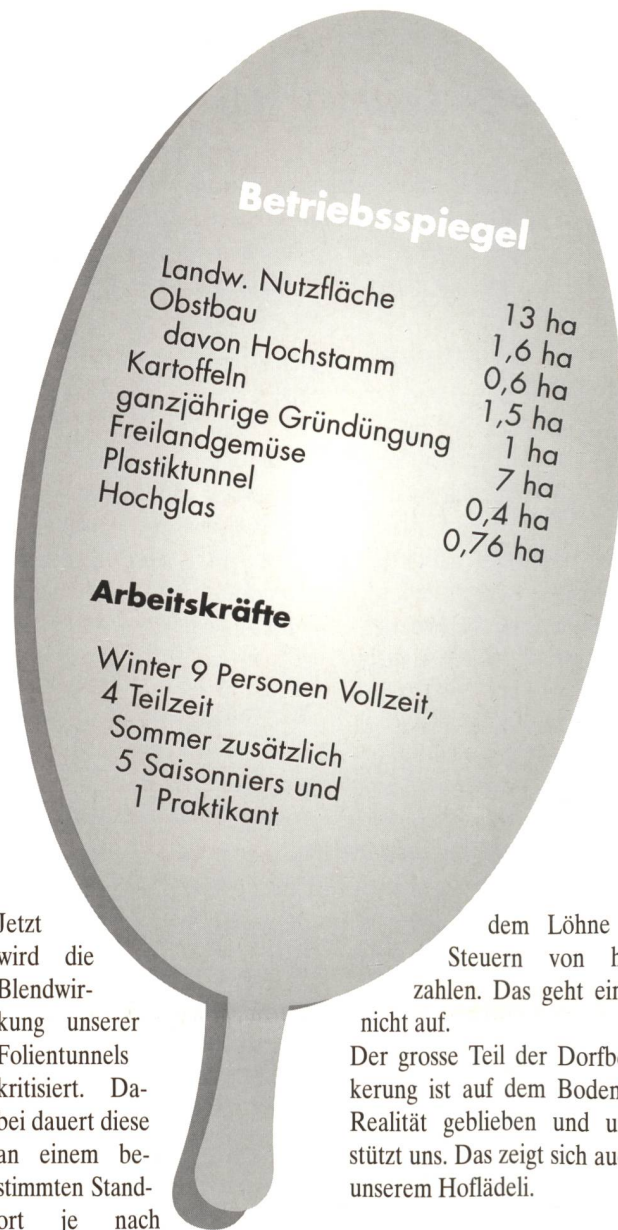 Betriebsspiegel
Landw. Nutzfläche 13 ha
Obstbau 1,6 ha
davon Hochstamm 0,6 ha
Kartoffeln 1,5 ha
ganzjährige Gründüngung 1 ha
Freilandgemüse 7 ha
Plastiktunnel 0,4 ha
Hochglas 0,76 ha
Arbeitskräfte
Winter 9 Personen Vollzeit,
4 Teilzeit
Sommer zusätzlich
5 Saisonniers und
1 Praktikant
Jetzt
wird die
Blendwir-
kung unserer
Folientunnels
kritisiert. Da-
bei dauert diese
an einem be-
stimmten Stand-
ort je nach
dem Löhne
Steuern von
zahlen. Das geht
nicht auf.
Der grosse Teil der
kerung ist auf dem Boden
Realität geblieben und
stützt uns. Das zeigt sich
unserem Hoflädeli.